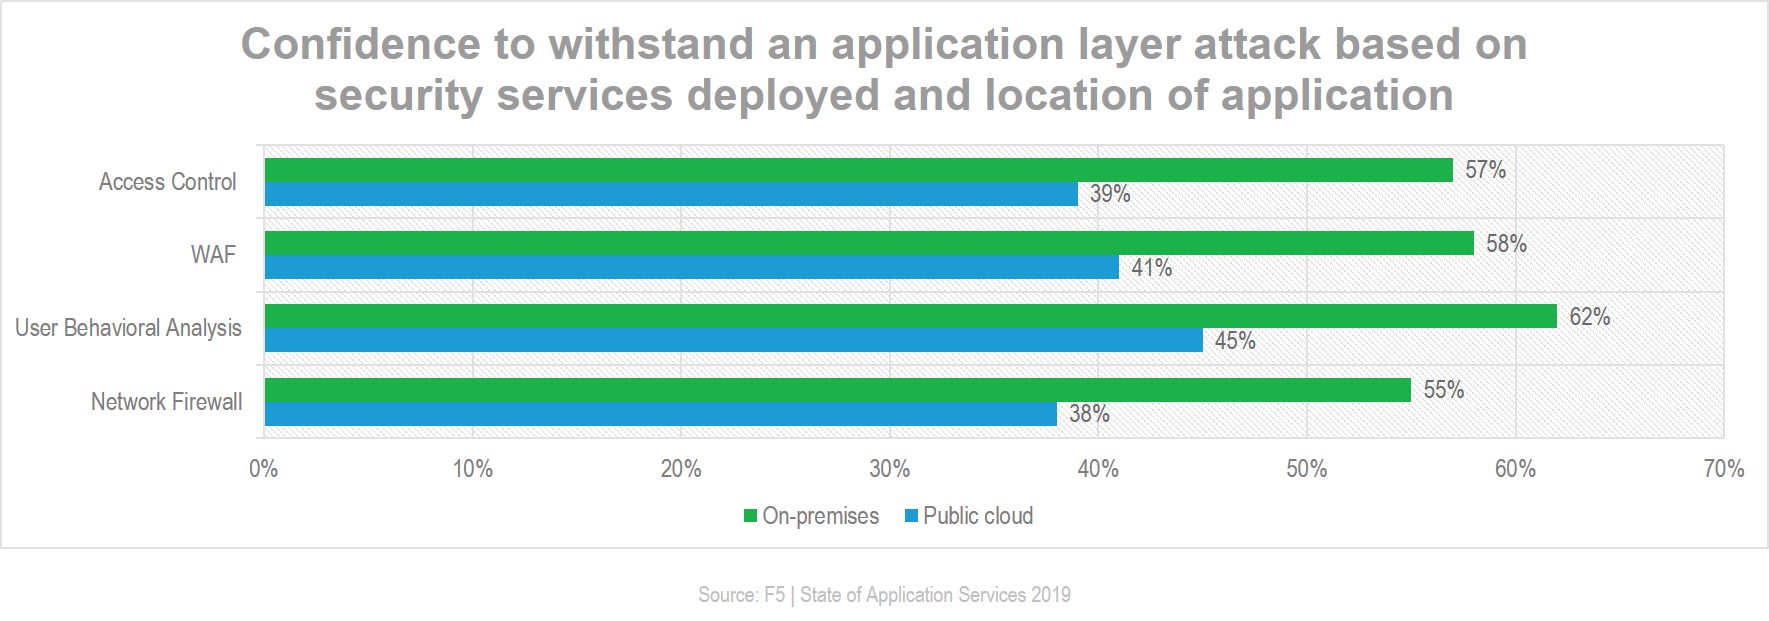 Confidence to withstand an application layer attack based on
security services deployed and location of application
Access Control
57%
39%
WAF
58%
41%
User Behavioral Analysis
62%
45%
Network Firewall
55%
38%
0% 10% 20% 30% 40% 50% 60% 70%
On-premises Public cloud
Source: F5 | State of Application Services 2019